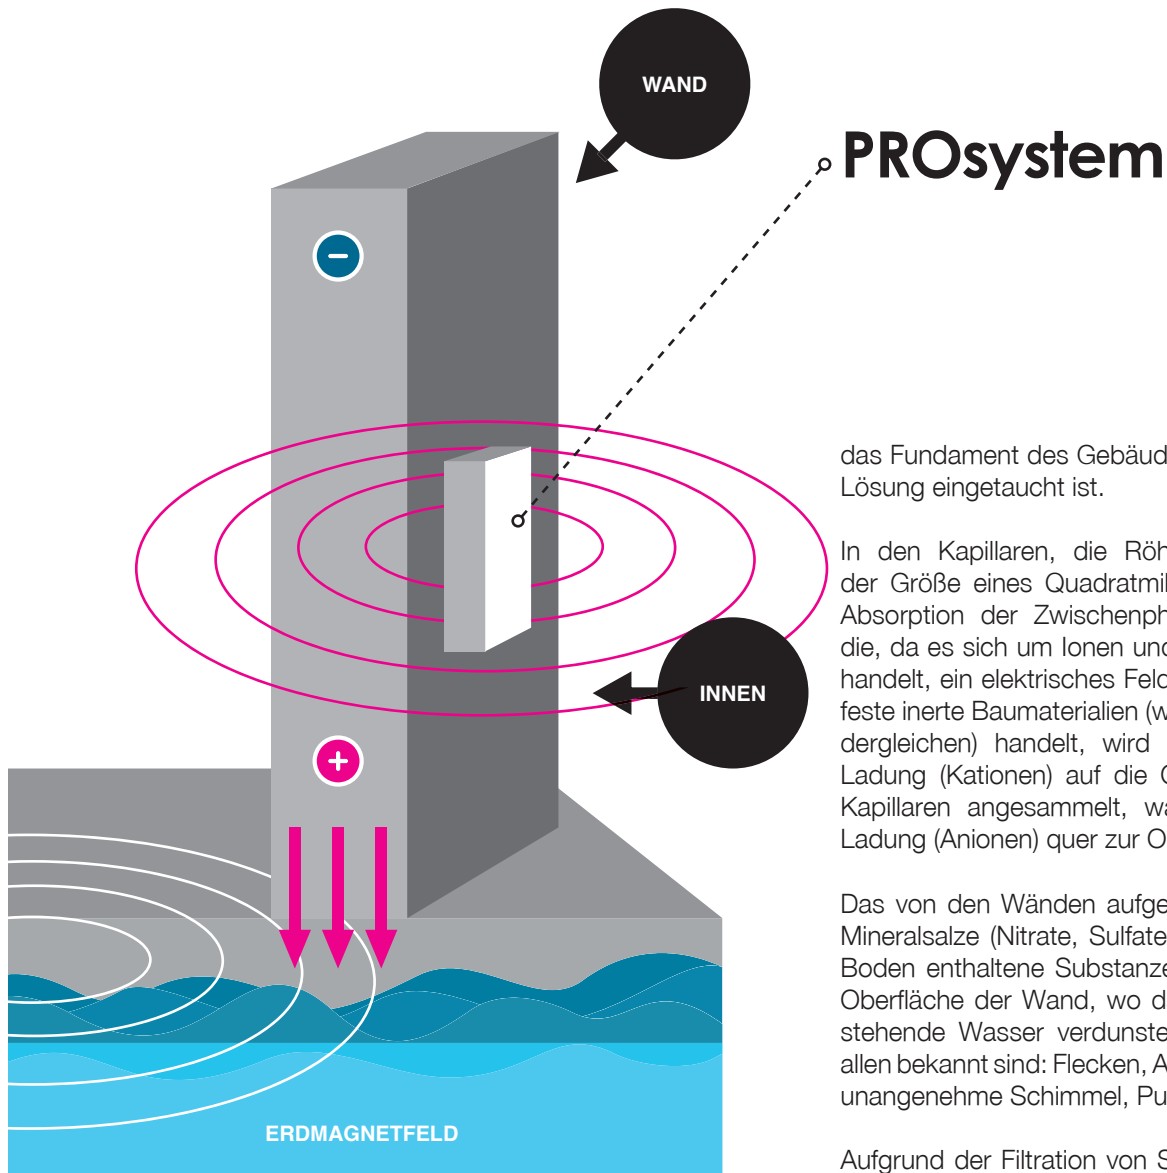 WAND
PROsystem
−
das Fundament des Gebäud
Lösung eingetaucht ist.
In den Kapillaren, die Röh
der Größe eines Quadratmil
Absorption der Zwischenph
die, da es sich um Ionen und
handelt, ein elektrisches Feld
feste inerte Baumaterialien (w
dergleichen) handelt, wird
Ladung (Kationen) auf die
Kapillaren angesammelt, wä
Ladung (Anionen) quer zur O
INNEN
+
Das von den Wänden aufge
Mineralsalze (Nitrate, Sulfate
Boden enthaltene Substanze
Oberfläche der Wand, wo d
stehende Wasser verdunste
allen bekannt sind: Flecken, A
unangenehme Schimmel, Pu
Aufgrund der Filtration von S
ERDMAGNETFELD